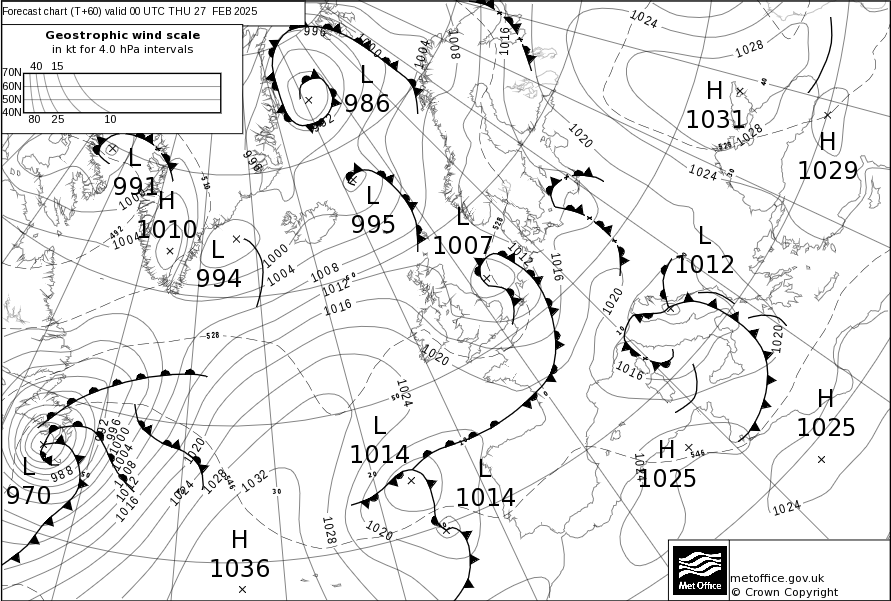 Forecast chart (T+60) valid 00 UTC THU 27 FEB 2025
Geostrophic wind scale
in kt for 4.0 hPa intervals
40 15
70N
60N
50N
40N
80 25 10
996
1000
1004
1008
1016
1024
1028
L
986
992
H
1031
1028
528
1020
1024
H
1029
996
L
991
510
H
1010
1004
492
L
994
L
995
L
1007
528
1012
1016
L
1012
1000
1004
1008
1012
1016
1020
1020
1016
1020
528
1024
L
1014
L
1014
H
1025
H
1025
546
1024
1024
992
996
1000
1004
1008
1012
1016
988
L
970
1020
1024
1028
546
1032
30
1028
1020
H
1036
Met Office
metoffice.gov.uk
© Crown Copyright